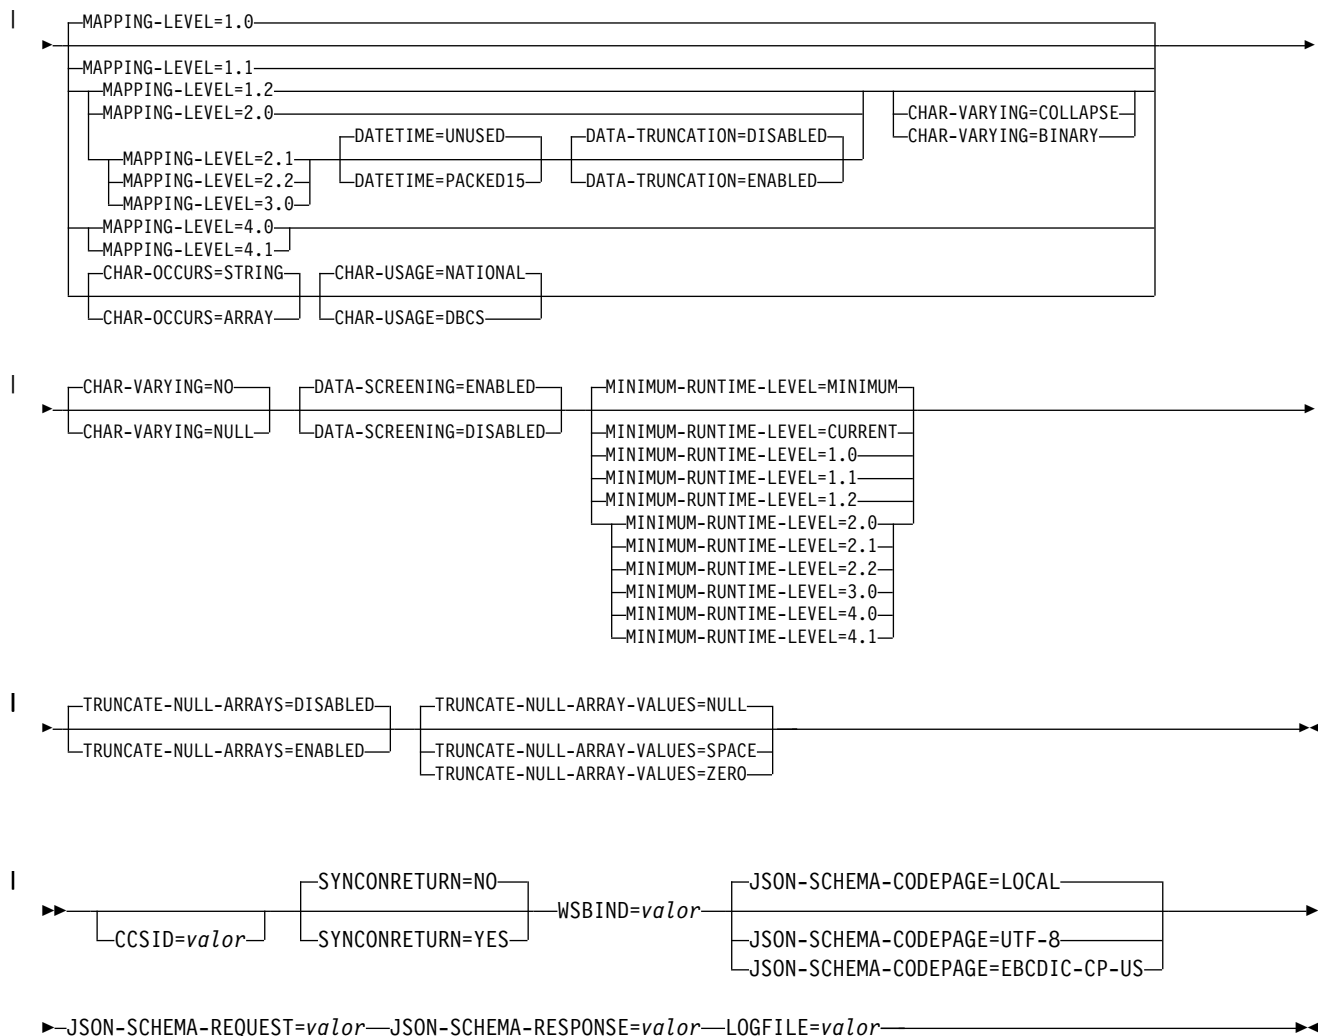 MAPPING-LEVEL=1.0
MAPPING-LEVEL=1.1
MAPPING-LEVEL=1.2
MAPPING-LEVEL=2.0
CHAR-VARYING=COLLAPSE
CHAR-VARYING=BINARY
DATETIME=UNUSED
DATA-TRUNCATION=DISABLED
MAPPING-LEVEL=2.1
MAPPING-LEVEL=2.2
MAPPING-LEVEL=3.0
DATETIME=PACKED15
DATA-TRUNCATION=ENABLED
MAPPING-LEVEL=4.0
MAPPING-LEVEL=4.1
CHAR-OCCURS=STRING
CHAR-USAGE=NATIONAL
CHAR-OCCURS=ARRAY
CHAR-USAGE=DBCS
CHAR-VARYING=NO
DATA-SCREENING=ENABLED
MINIMUM-RUNTIME-LEVEL=MINIMUM
CHAR-VARYING=NULL
DATA-SCREENING=DISABLED
MINIMUM-RUNTIME-LEVEL=CURRENT
MINIMUM-RUNTIME-LEVEL=1.0
MINIMUM-RUNTIME-LEVEL=1.1
MINIMUM-RUNTIME-LEVEL=1.2
MINIMUM-RUNTIME-LEVEL=2.0
MINIMUM-RUNTIME-LEVEL=2.1
MINIMUM-RUNTIME-LEVEL=2.2
MINIMUM-RUNTIME-LEVEL=3.0
MINIMUM-RUNTIME-LEVEL=4.0
MINIMUM-RUNTIME-LEVEL=4.1
TRUNCATE-NULL-ARRAYS=DISABLED
TRUNCATE-NULL-ARRAY-VALUES=NULL
TRUNCATE-NULL-ARRAYS=ENABLED
TRUNCATE-NULL-ARRAY-VALUES=SPACE
TRUNCATE-NULL-ARRAY-VALUES=ZERO
SYNCONRETURN=NO
JSON-SCHEMA-CODEPAGE=LOCAL
WSBIND=valor
CCSID=valor
SYNCONRETURN=YES
JSON-SCHEMA-CODEPAGE=UTF-8
JSON-SCHEMA-CODEPAGE=EBCDIC-CP-US
JSON-SCHEMA-REQUEST=valor JSON-SCHEMA-RESPONSE=valor LOGFILE=valor